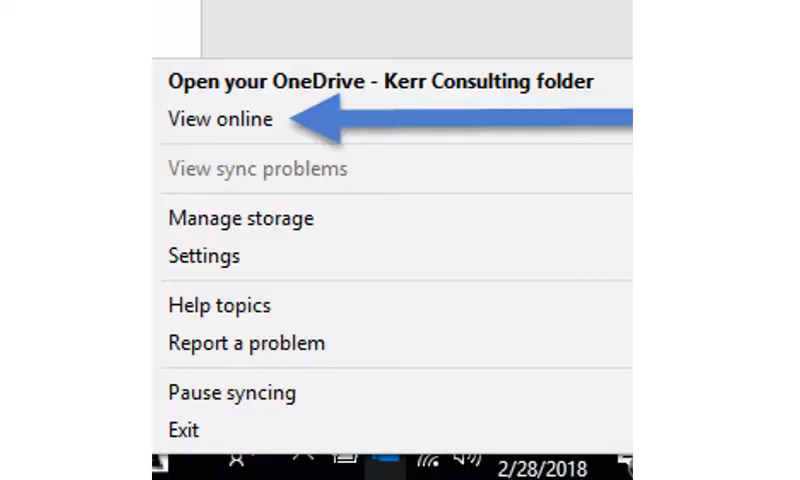 Open your OneDrive - Kerr Consulting folder
View online
View sync problems
Manage storage
Settings
Help topics
Report a problem
Pause syncing
Exit
2/28/2018